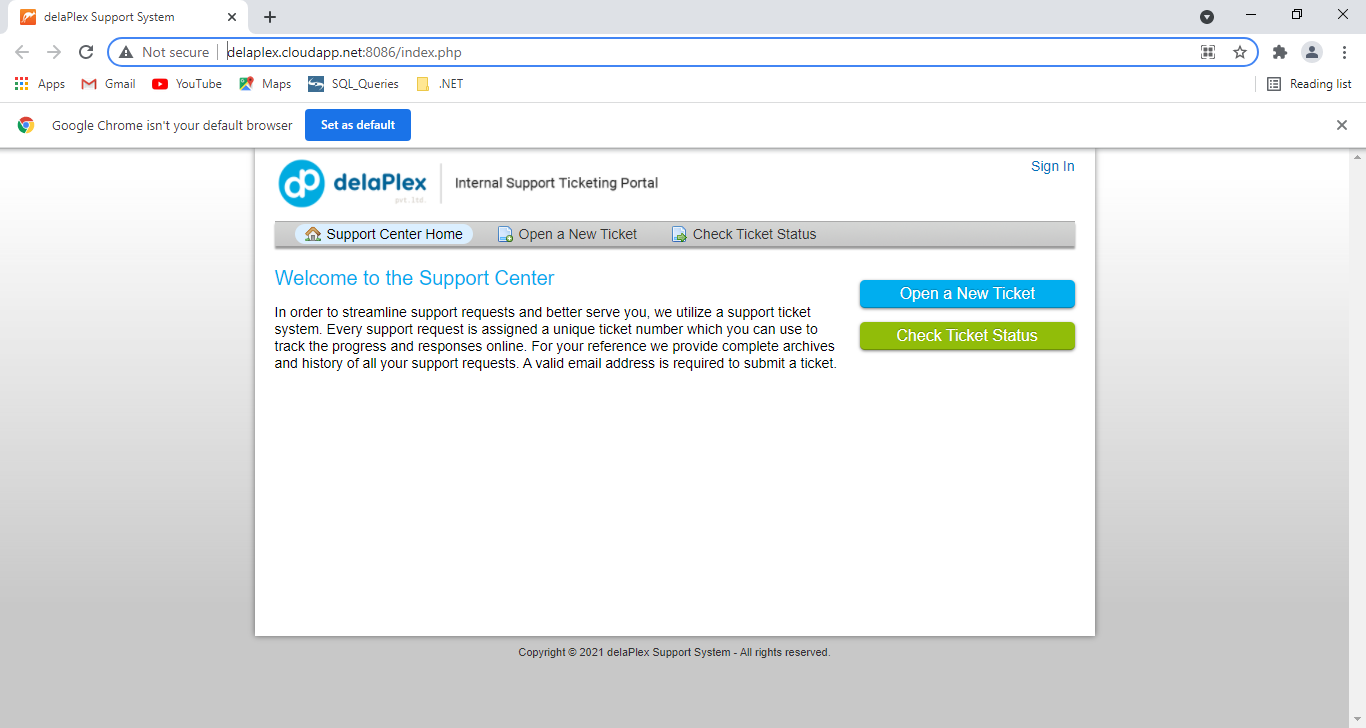 delaPlex Support System
Not secure
delaplex.cloudapp.net:8086/index.php
Apps
Gmail
YouTube
Maps
SQL_Queries
.NET
Reading list
Google Chrome isn't your default browser
Set as default
dp delaPlex
pvt.ltd.
Internal Support Ticketing Portal
Sign In
Support Center Home
Open a New Ticket
Check Ticket Status
Welcome to the Support Center
In order to streamline support requests and better serve you, we utilize a support ticket
system. Every support request is assigned a unique ticket number which you can use to
track the progress and responses online. For your reference we provide complete archives
and history of all your support requests. A valid email address is required to submit a ticket.
Open a New Ticket
Check Ticket Status
Copyright © 2021 delaPlex Support System - All rights reserved.